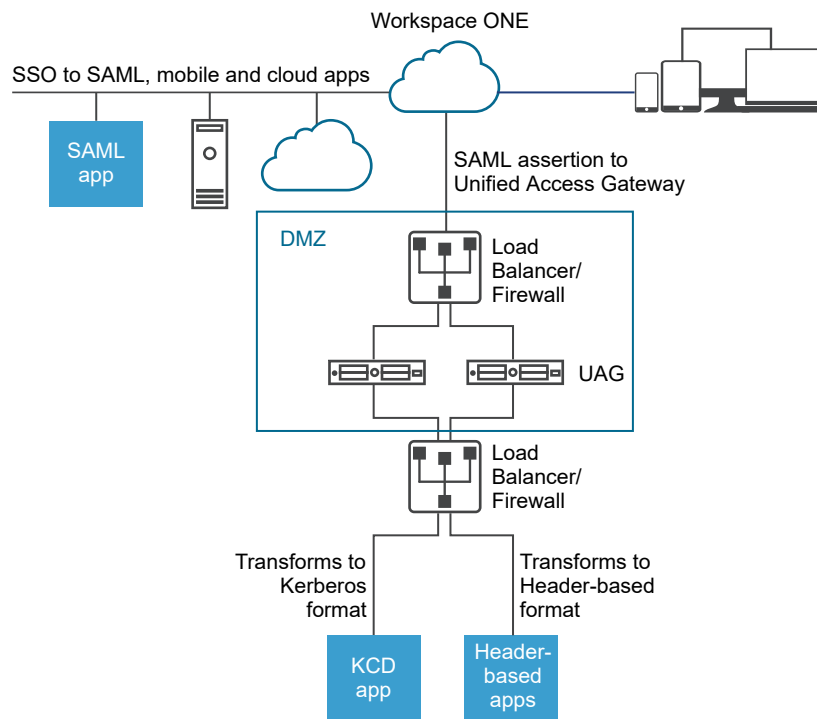 Workspace ONE
SSO to SAML, mobile and cloud apps
SAML
app
SAML assertion to
Unified Access Gateway
DMZ
Load
Balancer/
Firewall
UAG
Load
Balancer/
Firewall
Transforms to
Kerberos
format
Transforms to
Header-based
format
KCD
app
Header-
based
apps